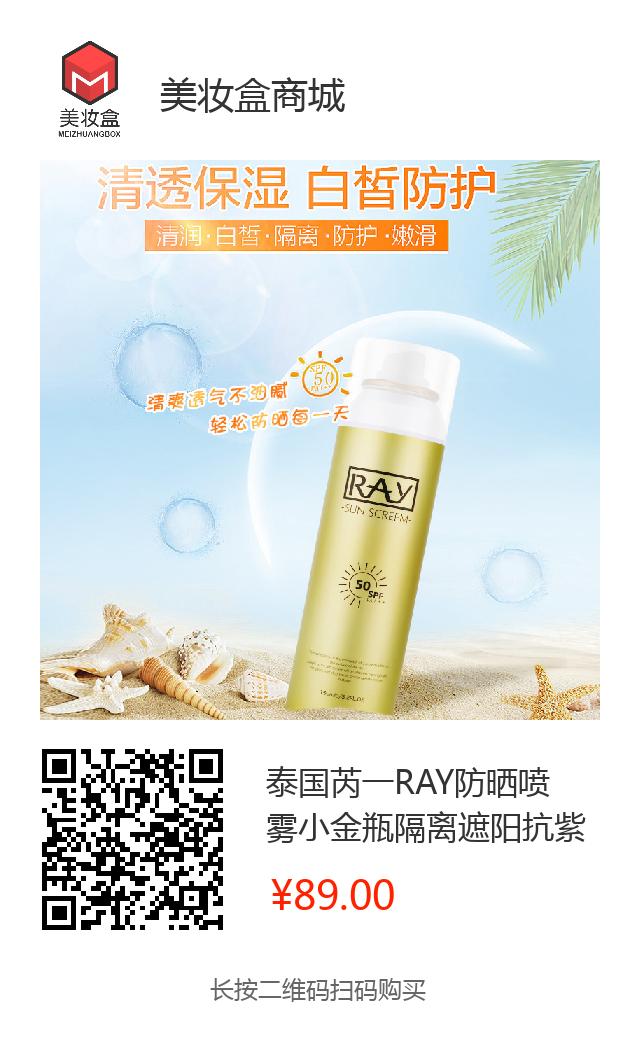 美妆盒
MEIZHUANGBOX
美妆盒商城
清透保湿 白皙防护
清润·白皙·隔离·防护·嫩滑
SPF
50
清爽透气不油腻
轻松防晒每一天
RAY
-SUN SCREEM-
50
SPF
泰国芮一RAY防晒喷
雾小金瓶隔离遮阳抗紫
¥89.00
长按二维码扫码购买